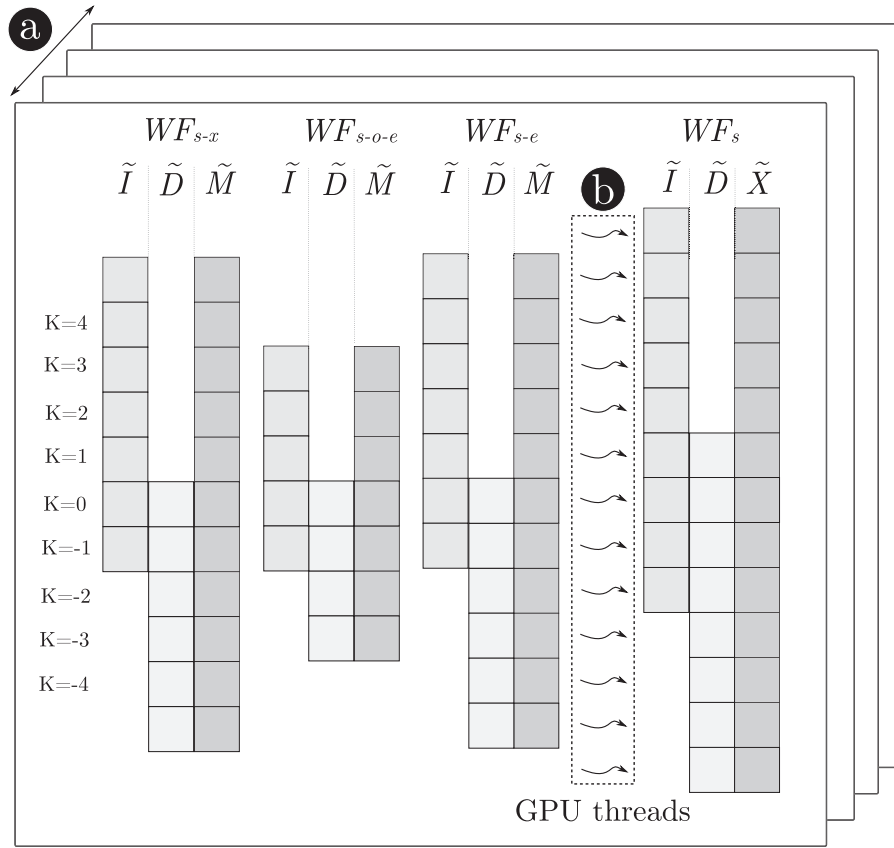 a
WFs-x WFs-o-e WFs-e WFs
Ĩ D̃ M̃ Ĩ D̃ M̃ Ĩ D̃ M̃ b Ĩ D̃ X̃
K=4
K=3
K=2
K=1
K=0
K=-1
K=-2
K=-3
K=-4
GPU threads